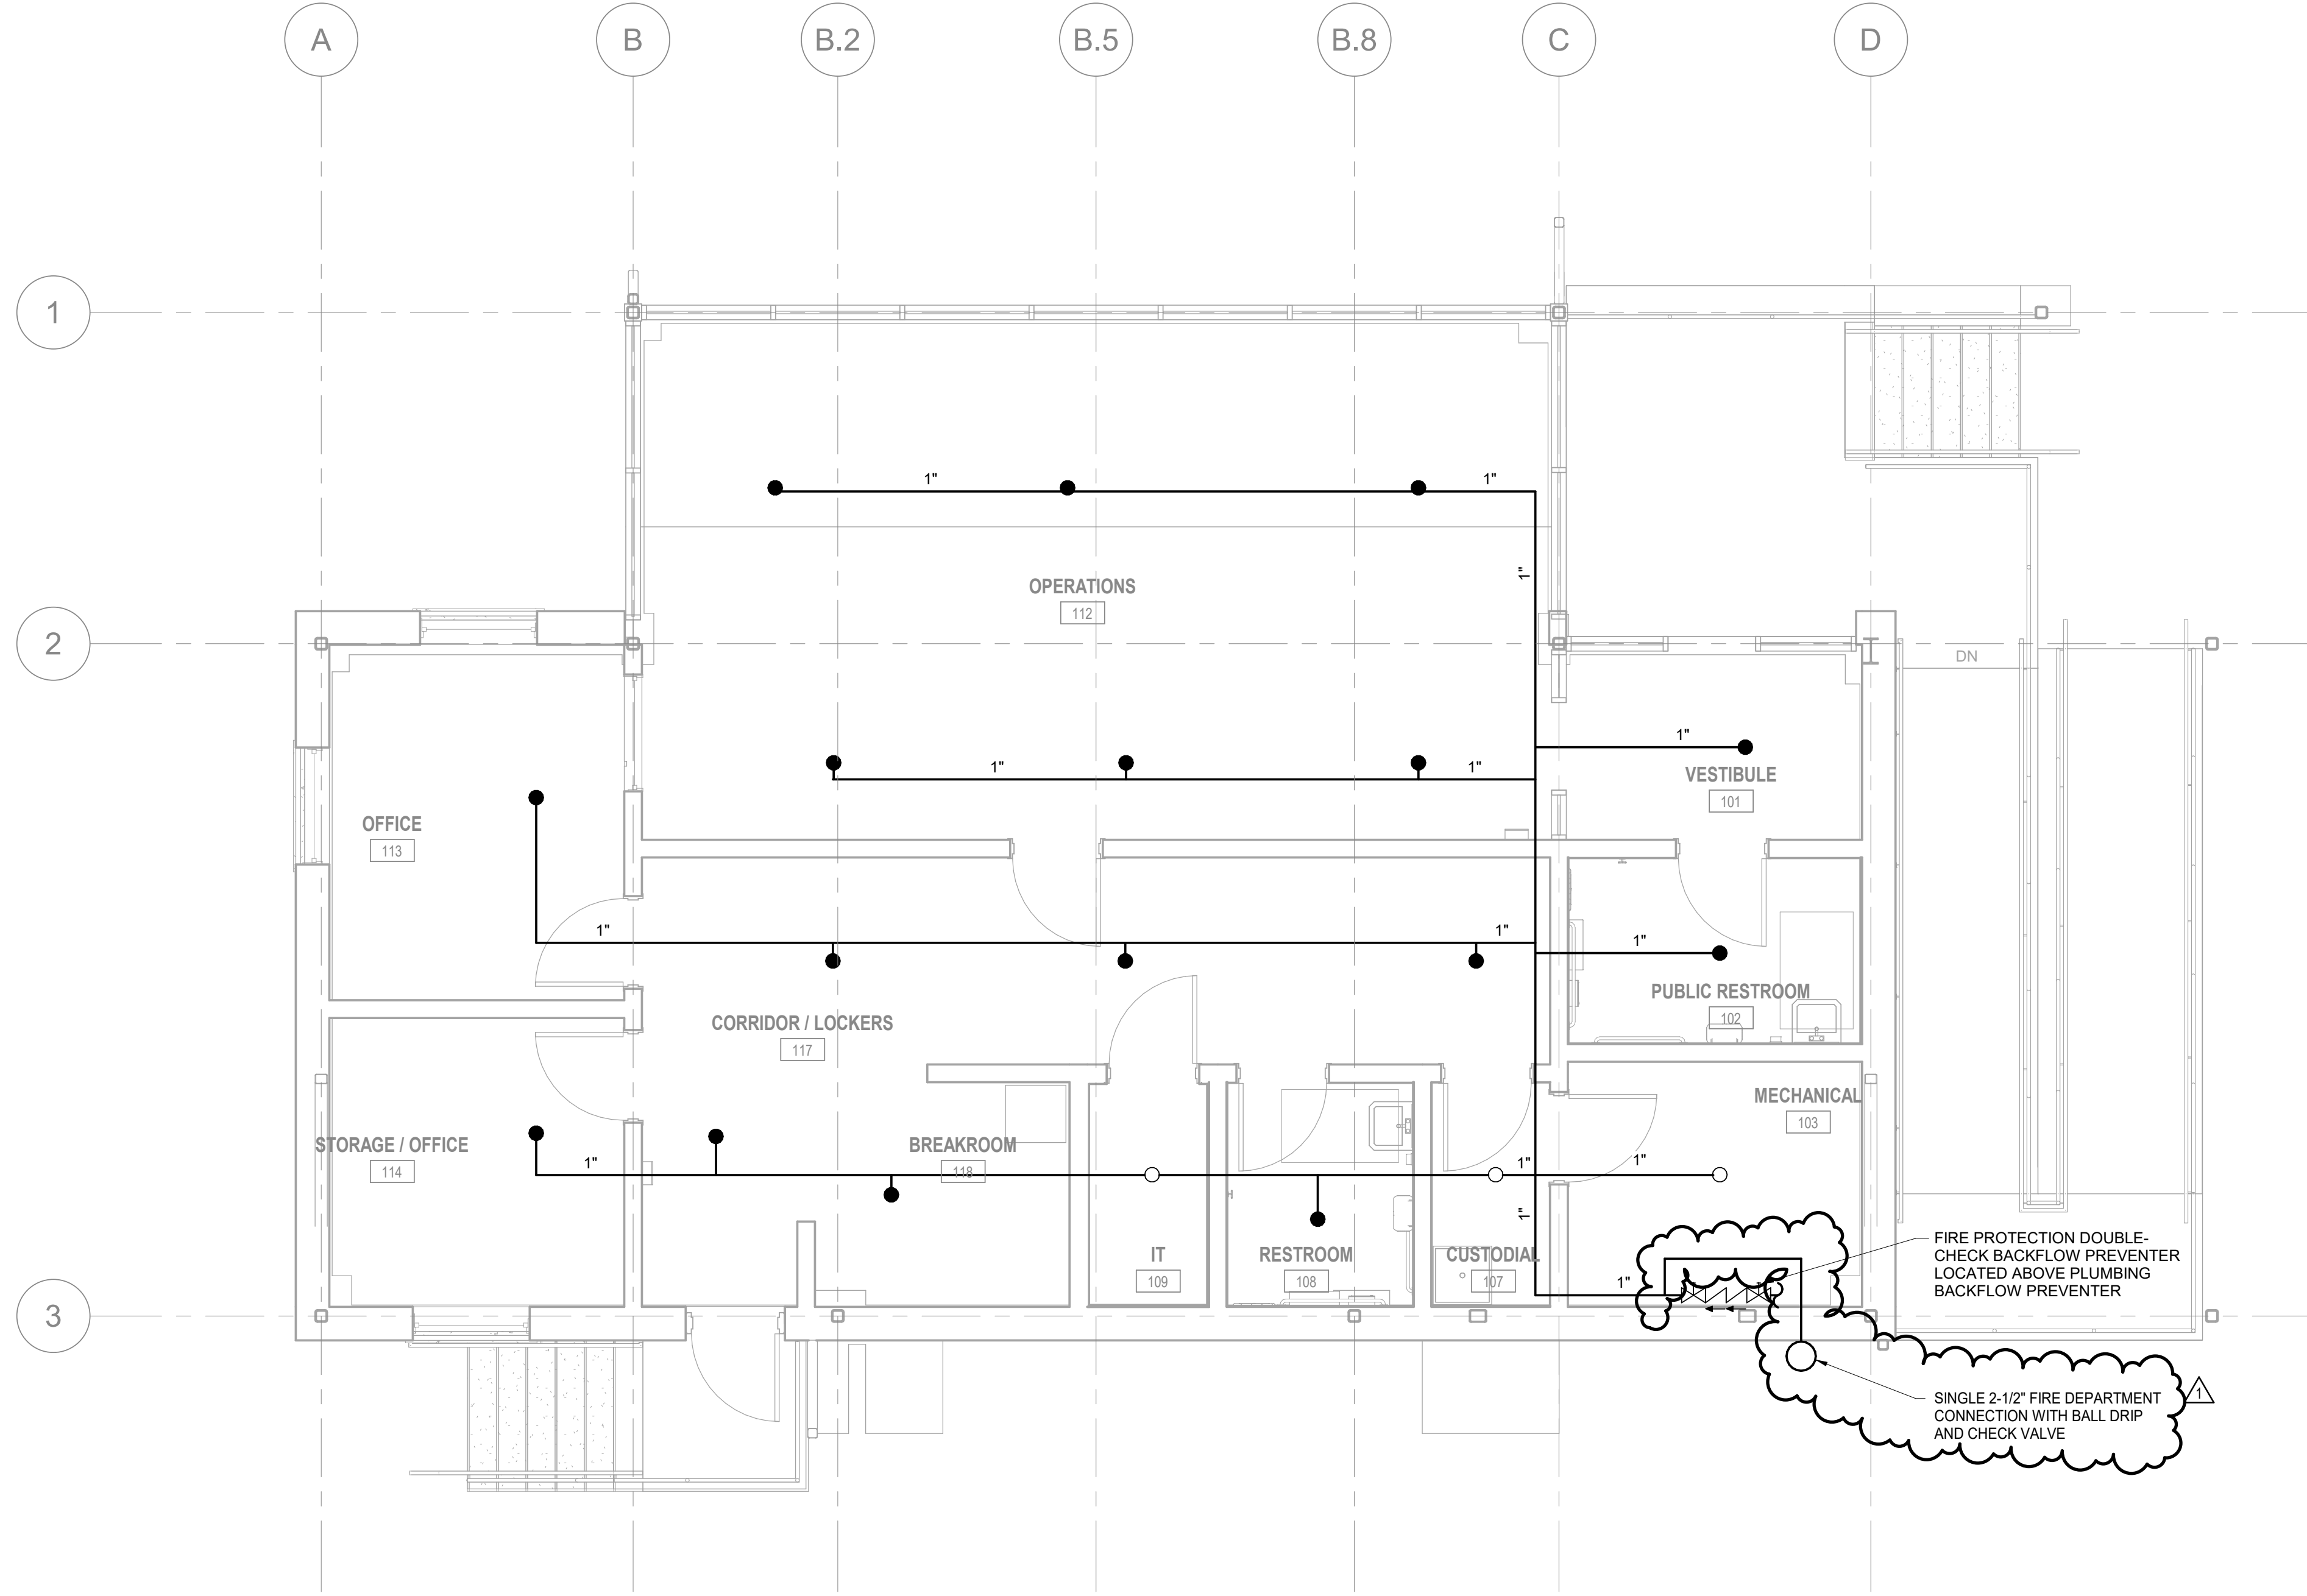 A
B
B.2
B.5
B.8
C
D
1
1"
1"
1"
OPERATIONS
112
2
DN
1"
1"
1"
VESTIBULE
101
OFFICE
113
1"
1"
1"
PUBLIC RESTROOM
102
CORRIDOR / LOCKERS
117
MECHANICAL
103
STORAGE / OFFICE
114
1"
BREAKROOM
118
1"
1"
1"
IT
109
RESTROOM
108
CUSTODIAL
107
1"
FIRE PROTECTION DOUBLE-
CHECK BACKFLOW PREVENTER
LOCATED ABOVE PLUMBING
BACKFLOW PREVENTER
3
SINGLE 2-1/2" FIRE DEPARTMENT
CONNECTION WITH BALL DRIP
AND CHECK VALVE
1